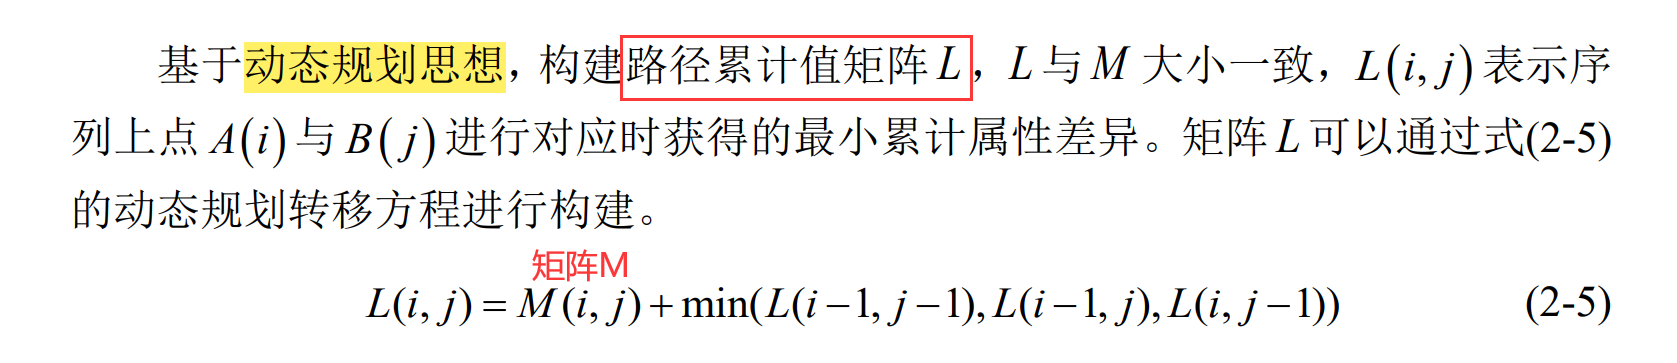 基于动态规划思想，构建路径累计值矩阵 L，L 与 M 大小一致，L(i, j) 表示序
列上点 A(i) 与 B(j) 进行对应时获得的最小累计属性差异。矩阵 L 可以通过式(2-5)
的动态规划转移方程进行构建。
矩阵M
L(i, j) = M(i, j) + min(L(i−1, j−1), L(i−1, j), L(i, j−1)) (2-5)